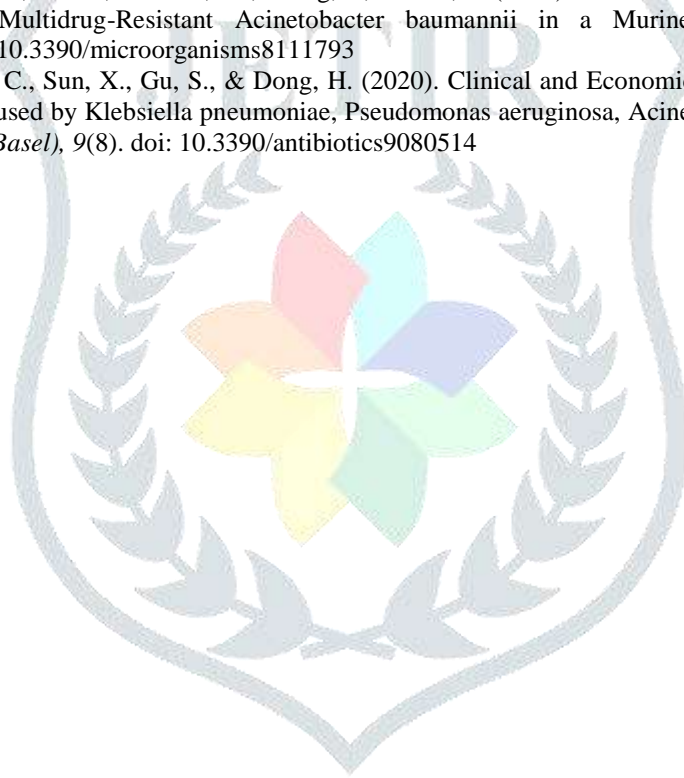 Multidrug-Resistant Acinetobacter baumannii in a Murine
10.3390/microorganisms8111793
C., Sun, X., Gu, S., & Dong, H. (2020). Clinical and Economic
used by Klebsiella pneumoniae, Pseudomonas aeruginosa, Acine
Basel), 9(8). doi: 10.3390/antibiotics9080514
JETIR